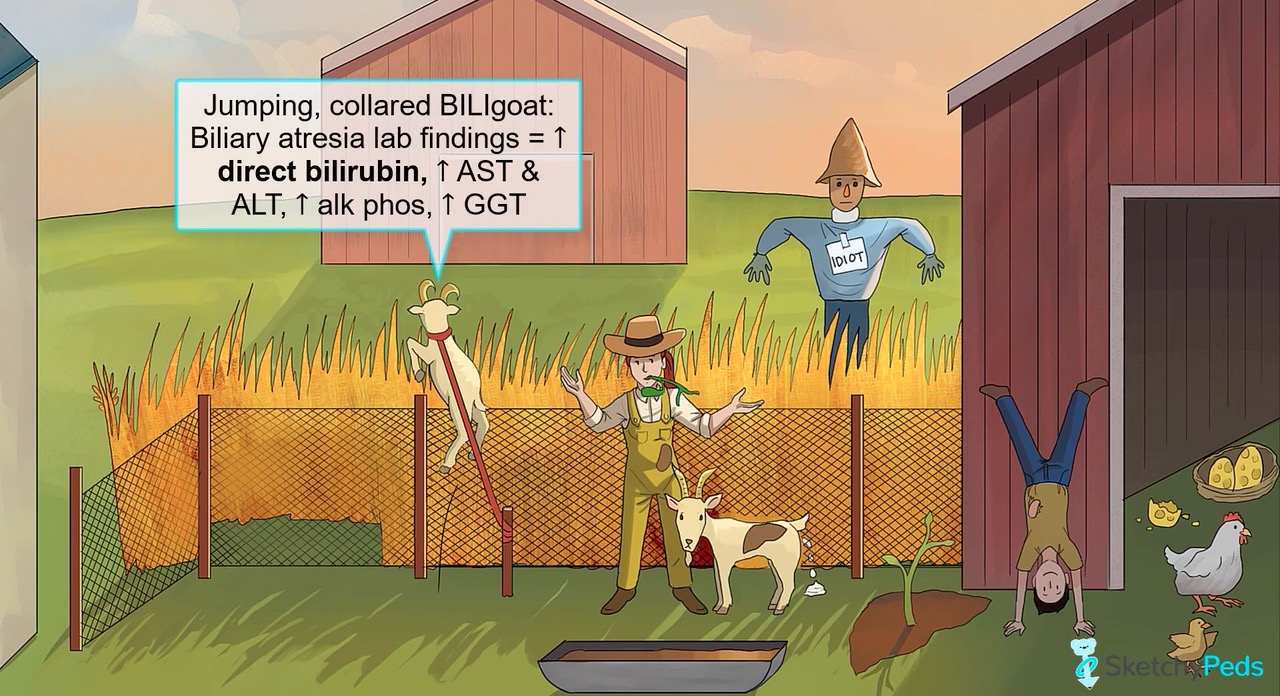 Jumping, collared BILIgoat:
Biliary atresia lab findings = ↑
direct bilirubin, ↑ AST &
ALT, ↑ alk phos, ↑ GGT
IDIOT
SketchyPeds